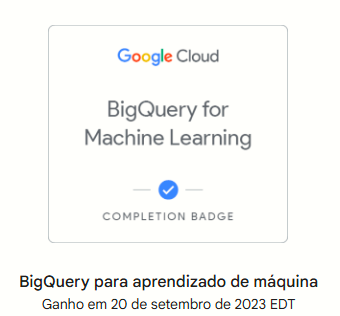 Google Cloud
BigQuery for
Machine Learning
COMPLETION BADGE
BigQuery para aprendizado de máquina
Ganho em 20 de setembro de 2023 EDT